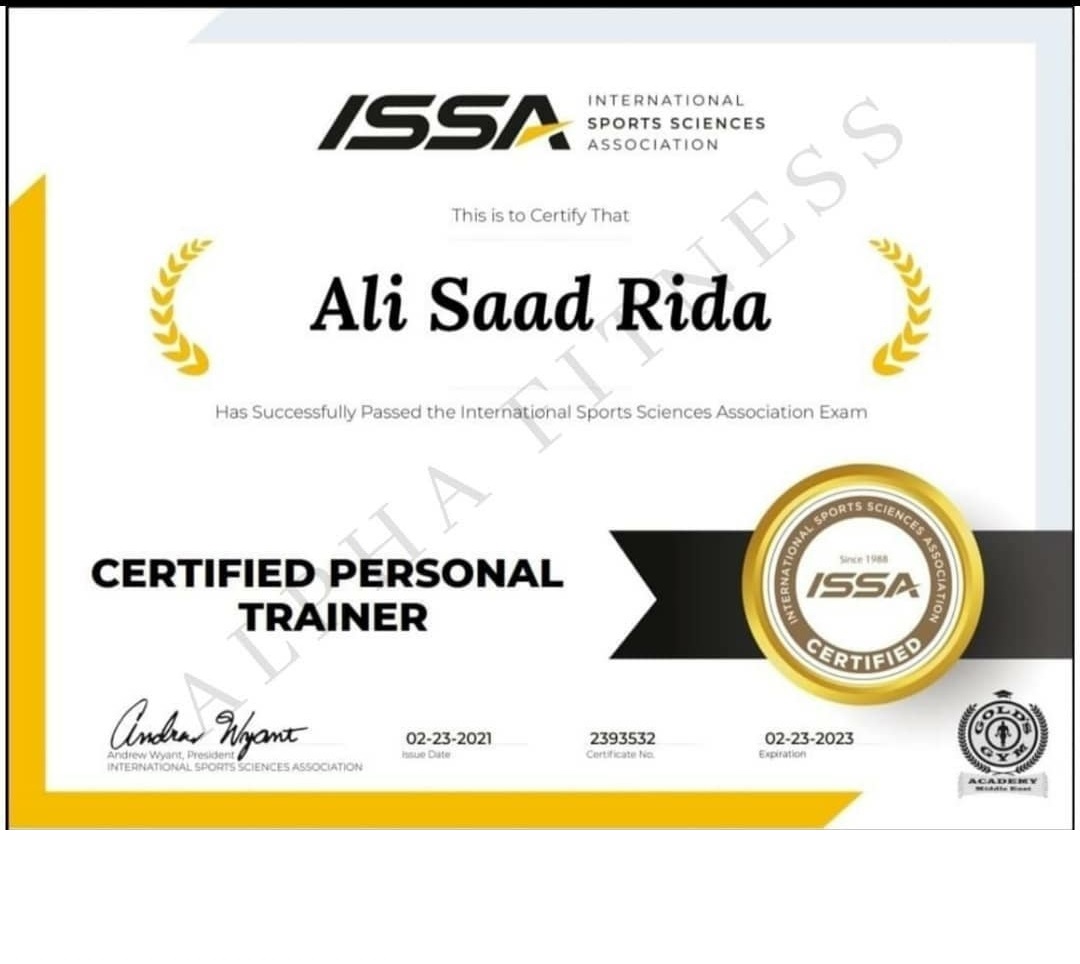 ISSA
INTERNATIONAL
SPORTS SCIENCES
ASSOCIATION
This is to Certify That
Ali Saad Rida
Has Successfully Passed the International Sports Sciences Association Exam
ALPHA FITNESS
CERTIFIED PERSONAL
TRAINER
INTERNATIONAL SPORTS SCIENCES ASSOCIATION
Since 1988
ISSA
CERTIFIED
Andrew Wyant
Andrew Wyant, President
INTERNATIONAL SPORTS SCIENCES ASSOCIATION
02-23-2021
Issue Date
2393532
Certificate No.
02-23-2023
Expiration
GOLD'S
GYM
ACADEMY
Middle East